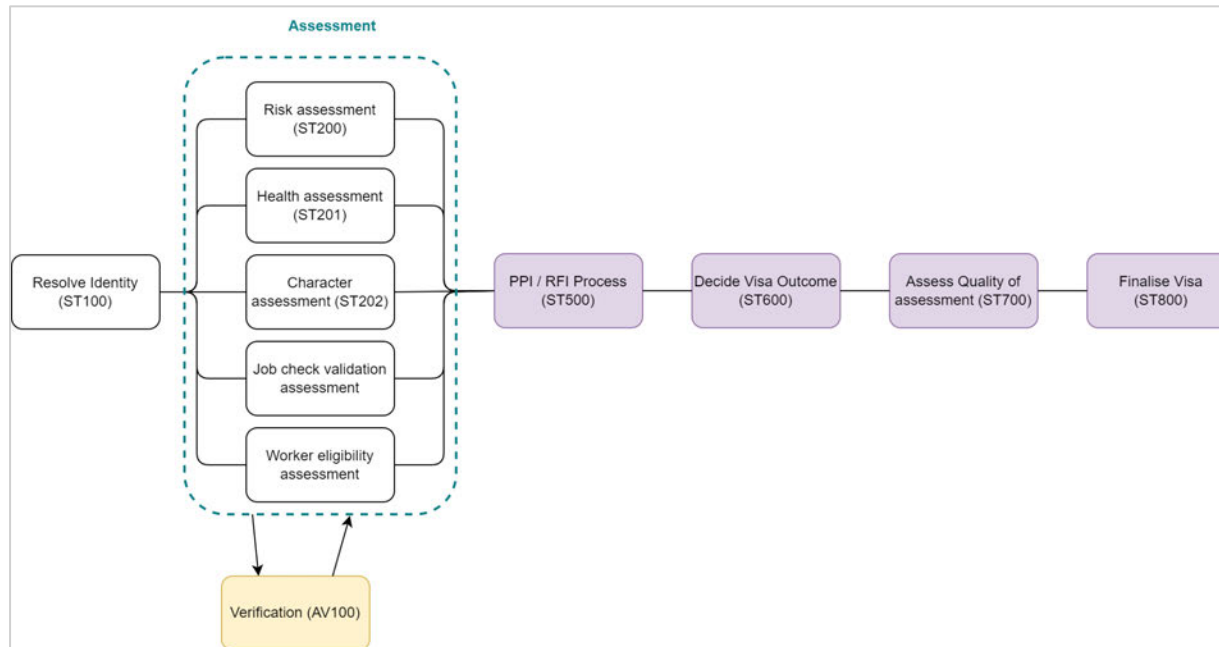 Assessment
Risk assessment
(ST200)
Health assessment
(ST201)
Resolve Identity
(ST100)
Character
assessment (ST202)
PPI / RFI Process
(ST500)
Decide Visa Outcome
(ST600)
Assess Quality of
assessment (ST700)
Finalise Visa
(ST800)
Job check validation
assessment
Worker eligibility
assessment
Verification (AV100)